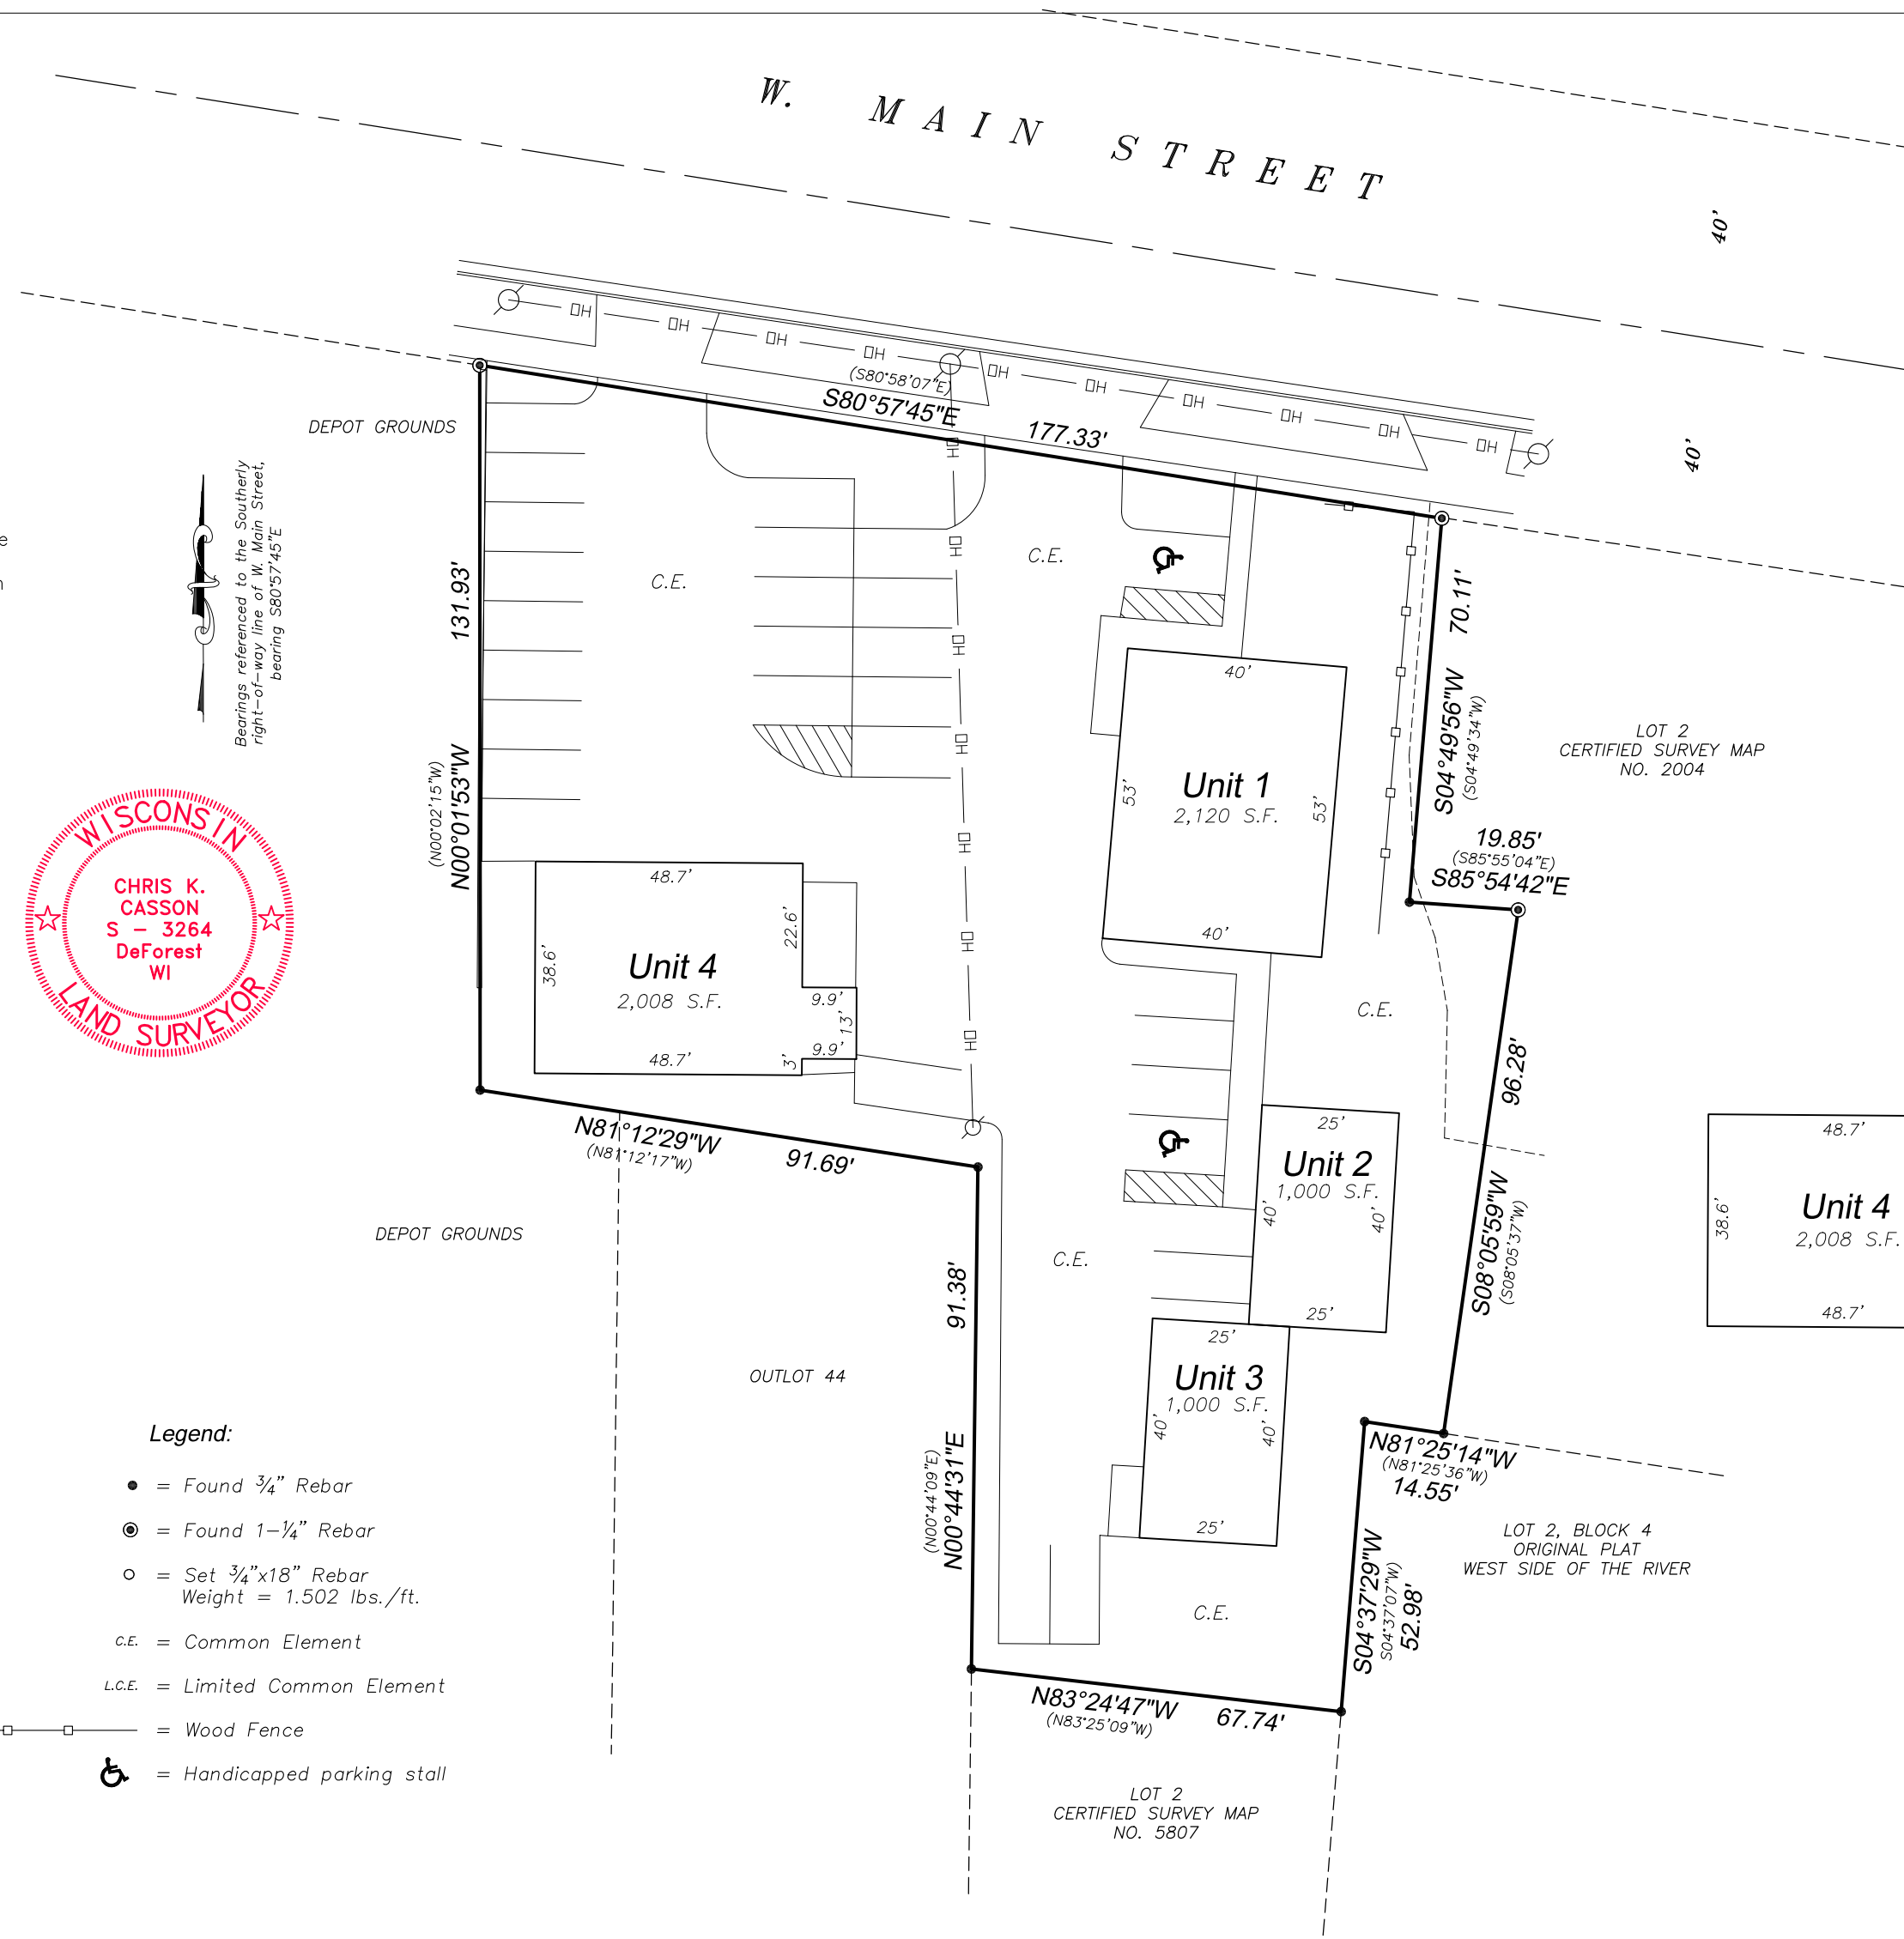 W. MAIN STREET
40'
40'
(S80°58'07"E)
S80°57'45"E
177.33'
OH OH OH OH OH OH OH OH OH
OH OH OH OH OH OH OH
DEPOT GROUNDS
Bearings referenced to the Southerly
right-of-way line of W. Main Street,
bearing S80°57'45"E
131.93'
N00°01'53"W
(N00°02'15"W)
C.E.
C.E.
70.11'
S04°49'56"W
(S04°49'34"W)
LOT 2
CERTIFIED SURVEY MAP
NO. 2004
40'
53'
Unit 1
2,120 S.F.
53'
40'
19.85'
(S85°55'04"E)
S85°54'42"E
WISCONSIN
CHRIS K.
CASSON
S - 3264
DeForest
WI
LAND SURVEYOR
48.7'
38.6'
Unit 4
2,008 S.F.
22.6'
9.9'
13'
9.9'
3'
48.7'
C.E.
96.28'
S08°05'59"W
(S08°05'37"W)
N81°12'29"W
(N81°12'17"W)
91.69'
25'
Unit 2
1,000 S.F.
40'
40'
25'
48.7'
38.6'
Unit 4
2,008 S.F.
48.7'
DEPOT GROUNDS
C.E.
91.38'
N00°44'31"E
(N00°44'09"E)
OUTLOT 44
25'
Unit 3
1,000 S.F.
40'
40'
25'
N81°25'14"W
(N81°25'36"W)
14.55'
LOT 2, BLOCK 4
ORIGINAL PLAT
WEST SIDE OF THE RIVER
S04°37'29"W
(S04°37'07"W)
52.98'
C.E.
N83°24'47"W
(N83°25'09"W)
67.74'
LOT 2
CERTIFIED SURVEY MAP
NO. 5807
Legend:
= Found 3/4" Rebar
= Found 1-1/4" Rebar
= Set 3/4"x18" Rebar
Weight = 1.502 lbs./ft.
C.E. = Common Element
L.C.E. = Limited Common Element
= Wood Fence
= Handicapped parking stall